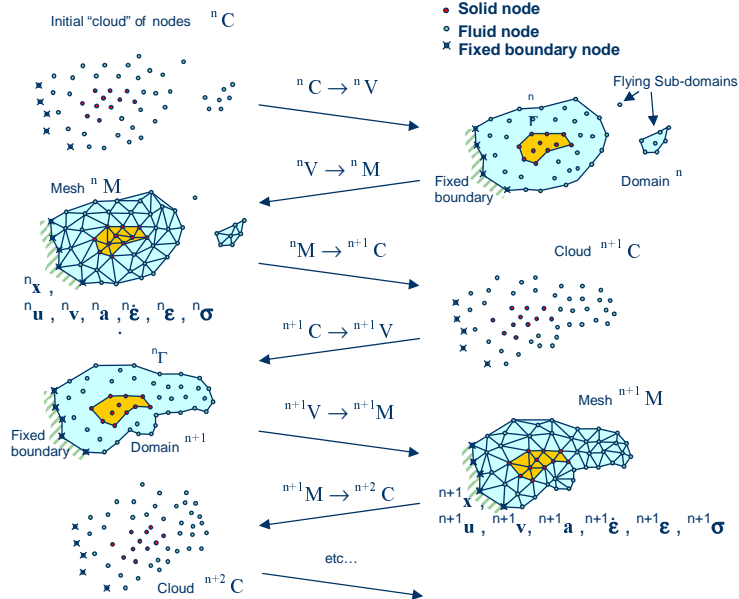 Initial “cloud” of nodes ⁿC
Solid node
Fluid node
Fixed boundary node
ⁿC → ⁿV
Flying Sub-domains
ⁿΓ
Fixed boundary
Domain ⁿ
ⁿV → ⁿM
Mesh ⁿM
ⁿx ,
ⁿu , ⁿv, ⁿa , ⁿε̇ , ⁿε , ⁿσ
ⁿM → ⁿ⁺¹C
Cloud ⁿ⁺¹C
ⁿ⁺¹C → ⁿ⁺¹V
ⁿΓ
Fixed boundary
Domain ⁿ⁺¹
ⁿ⁺¹V → ⁿ⁺¹M
Mesh ⁿ⁺¹M
ⁿ⁺¹x ,
ⁿ⁺¹u , ⁿ⁺¹v, ⁿ⁺¹a , ⁿ⁺¹ε̇ , ⁿ⁺¹ε , ⁿ⁺¹σ
ⁿ⁺¹M → ⁿ⁺²C
Cloud ⁿ⁺²C
etc…